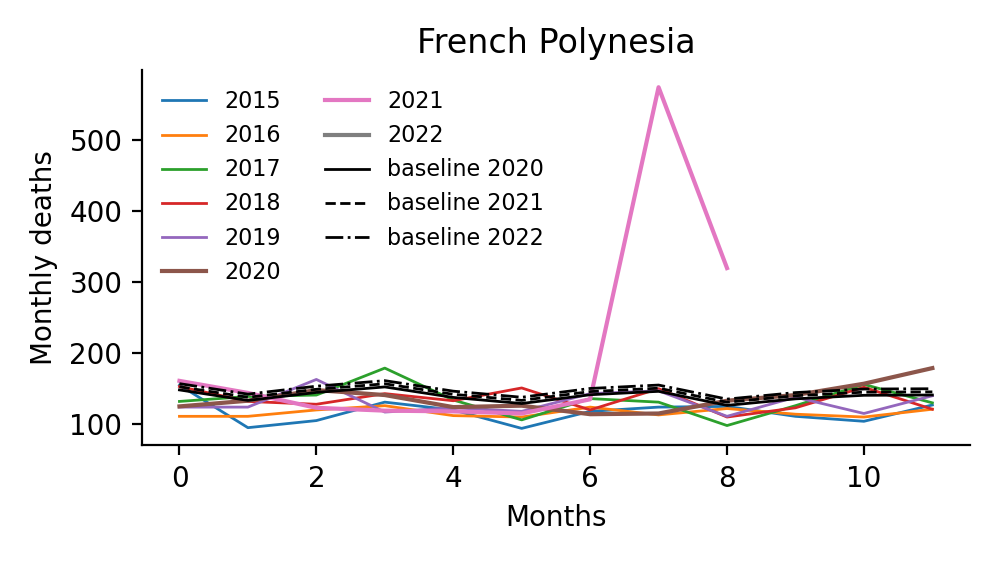 French Polynesia
Monthly deaths
500
400
300
200
100
2015
2016
2017
2018
2019
2020
2021
2022
baseline 2020
baseline 2021
baseline 2022
0 2 4 6 8 10
Months